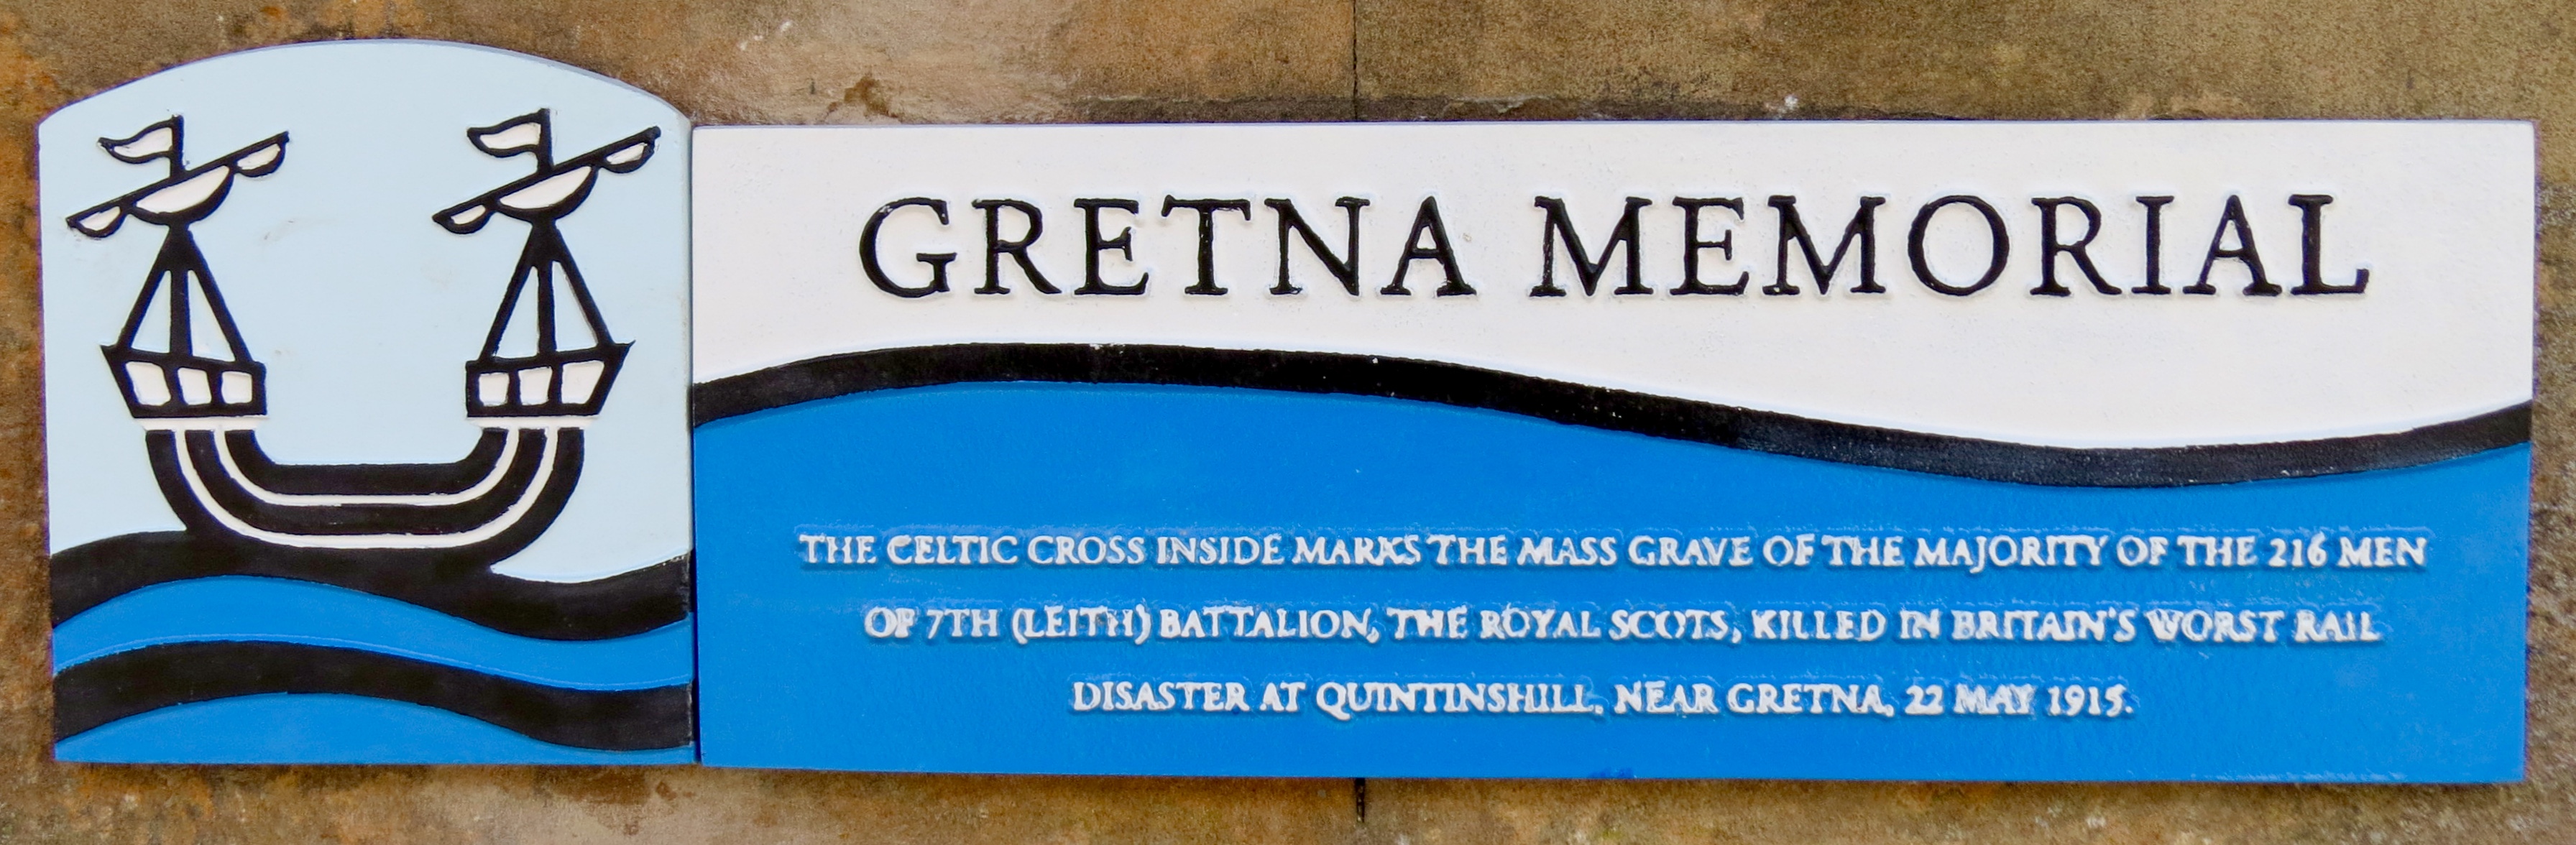 GRETNA MEMORIAL
THE CELTIC CROSS INSIDE MARKS THE MASS GRAVE OF THE MAJORITY OF THE 216 MEN
OF 7TH (LEITH) BATTALION, THE ROYAL SCOTS, KILLED IN BRITAIN'S WORST RAIL
DISASTER AT QUINTINSHILL, NEAR GRETNA, 22 MAY 1915.